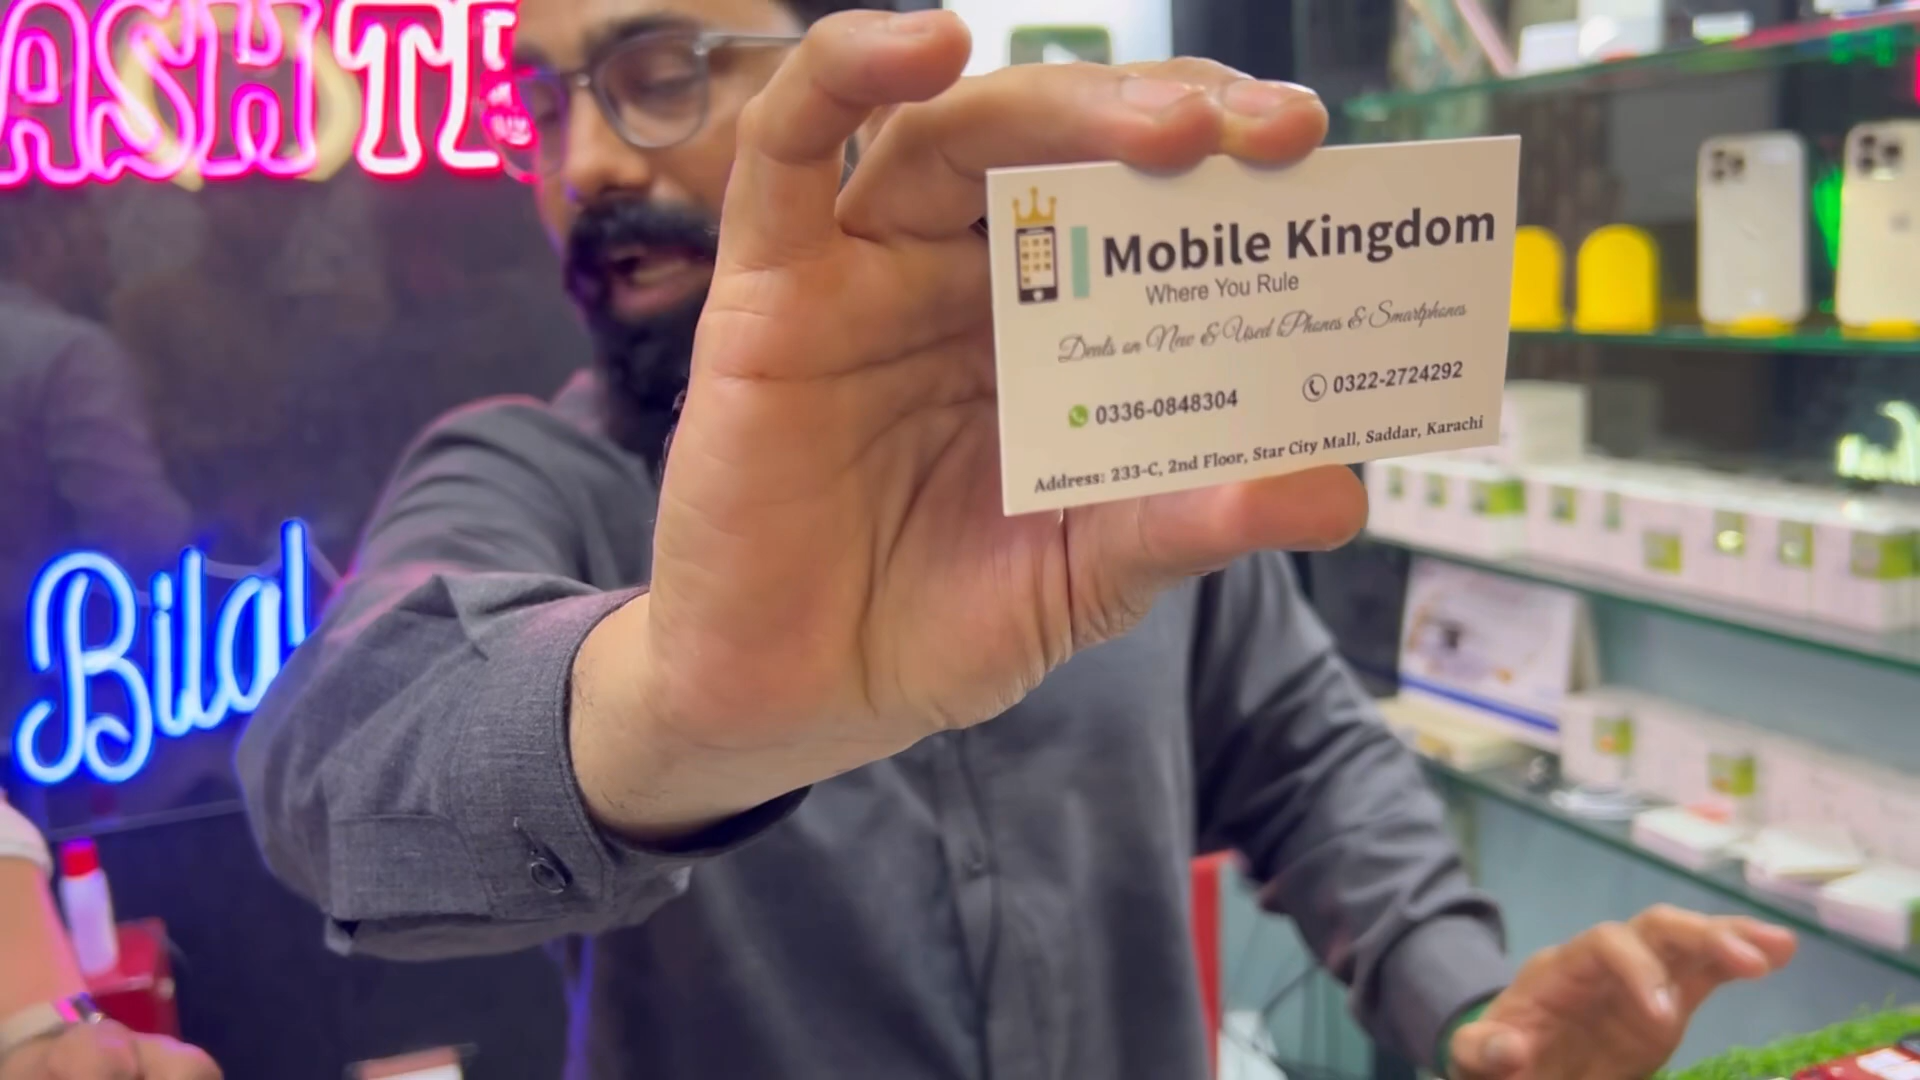 ASH TE
Bilal
Mobile Kingdom
Where You Rule
Deals on New & Used Phones & Smartphones
0336-0848304
0322-2724292
Address: 233-C, 2nd Floor, Star City Mall, Saddar, Karachi